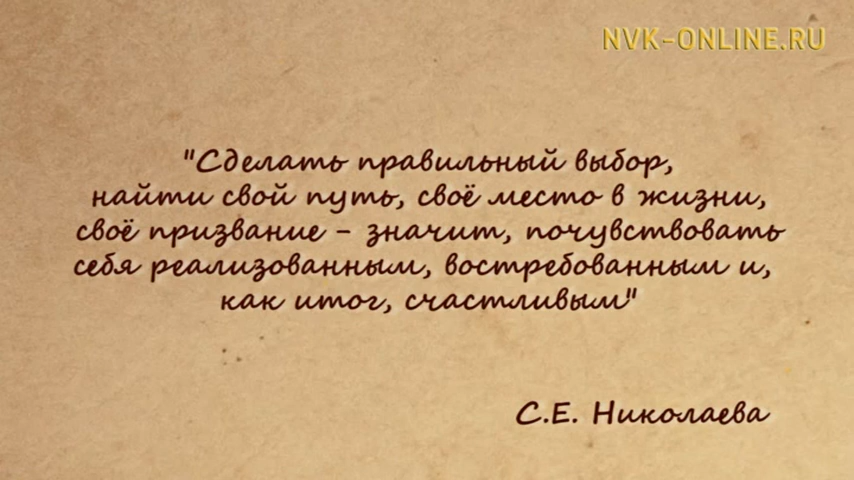 NVK-ONLINE.RU
"Сделать правильный выбор,
найти свой путь, своё место в жизни,
своё призвание - значит, почувствовать
себя реализованным, востребованным и,
как итог, счастливым"
С.Е. Николаева